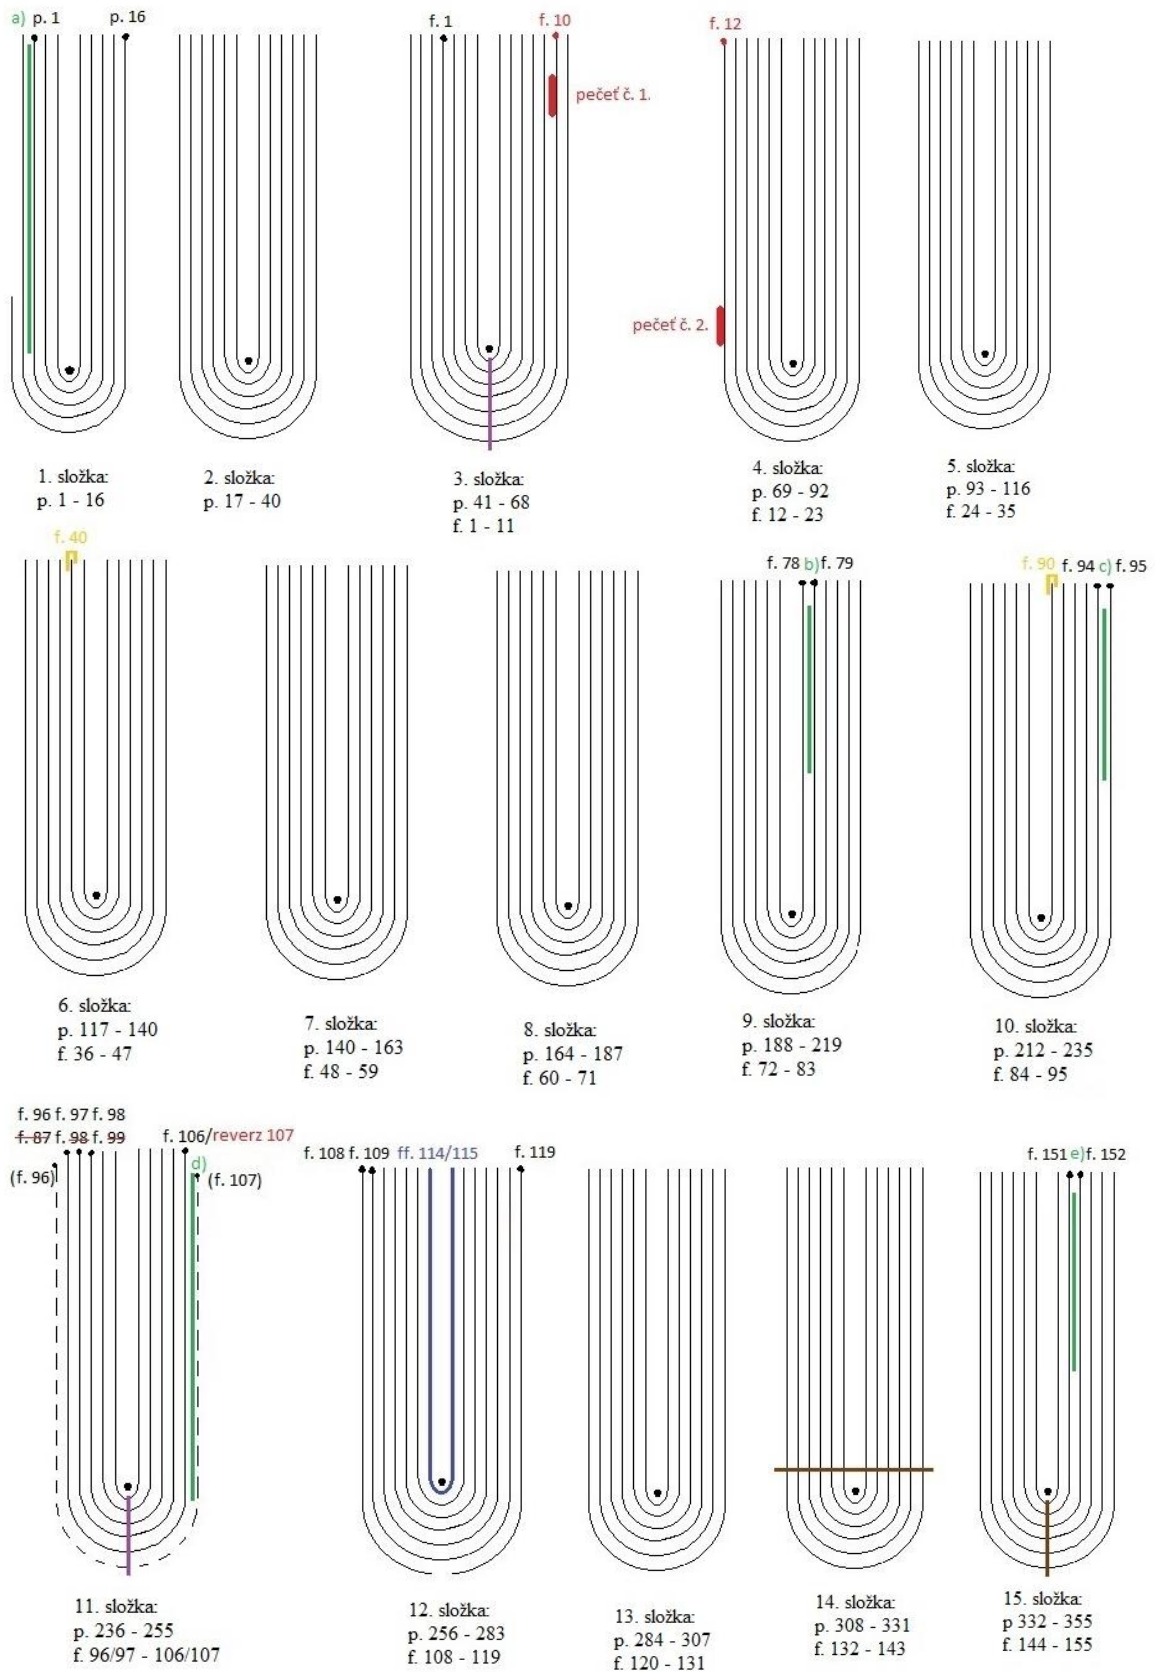 a) p. 1 p. 16 f. 1 f. 10 f. 12
pečeť č. 1.
pečeť č. 2.
1. složka:
p. 1 - 16
2. složka:
p. 17 - 40
3. složka:
p. 41 - 68
f. 1 - 11
4. složka:
p. 69 - 92
f. 12 - 23
5. složka:
p. 93 - 116
f. 24 - 35
f. 40
f. 78 b) f. 79
f. 90 f. 94 c) f. 95
6. složka:
p. 117 - 140
f. 36 - 47
7. složka:
p. 140 - 163
f. 48 - 59
8. složka:
p. 164 - 187
f. 60 - 71
9. složka:
p. 188 - 219
f. 72 - 83
10. složka:
p. 212 - 235
f. 84 - 95
f. 96 f. 97 f. 98
f. 87 f. 98 f. 99
f. 106/reverz 107
(f. 96)
d) (f. 107)
f. 108 f. 109 ff. 114/115 f. 119
f. 151 e) f. 152
11. složka:
p. 236 - 255
f. 96/97 - 106/107
12. složka:
p. 256 - 283
f. 108 - 119
13. složka:
p. 284 - 307
f. 120 - 131
14. složka:
p. 308 - 331
f. 132 - 143
15. složka:
p 332 - 355
f. 144 - 155